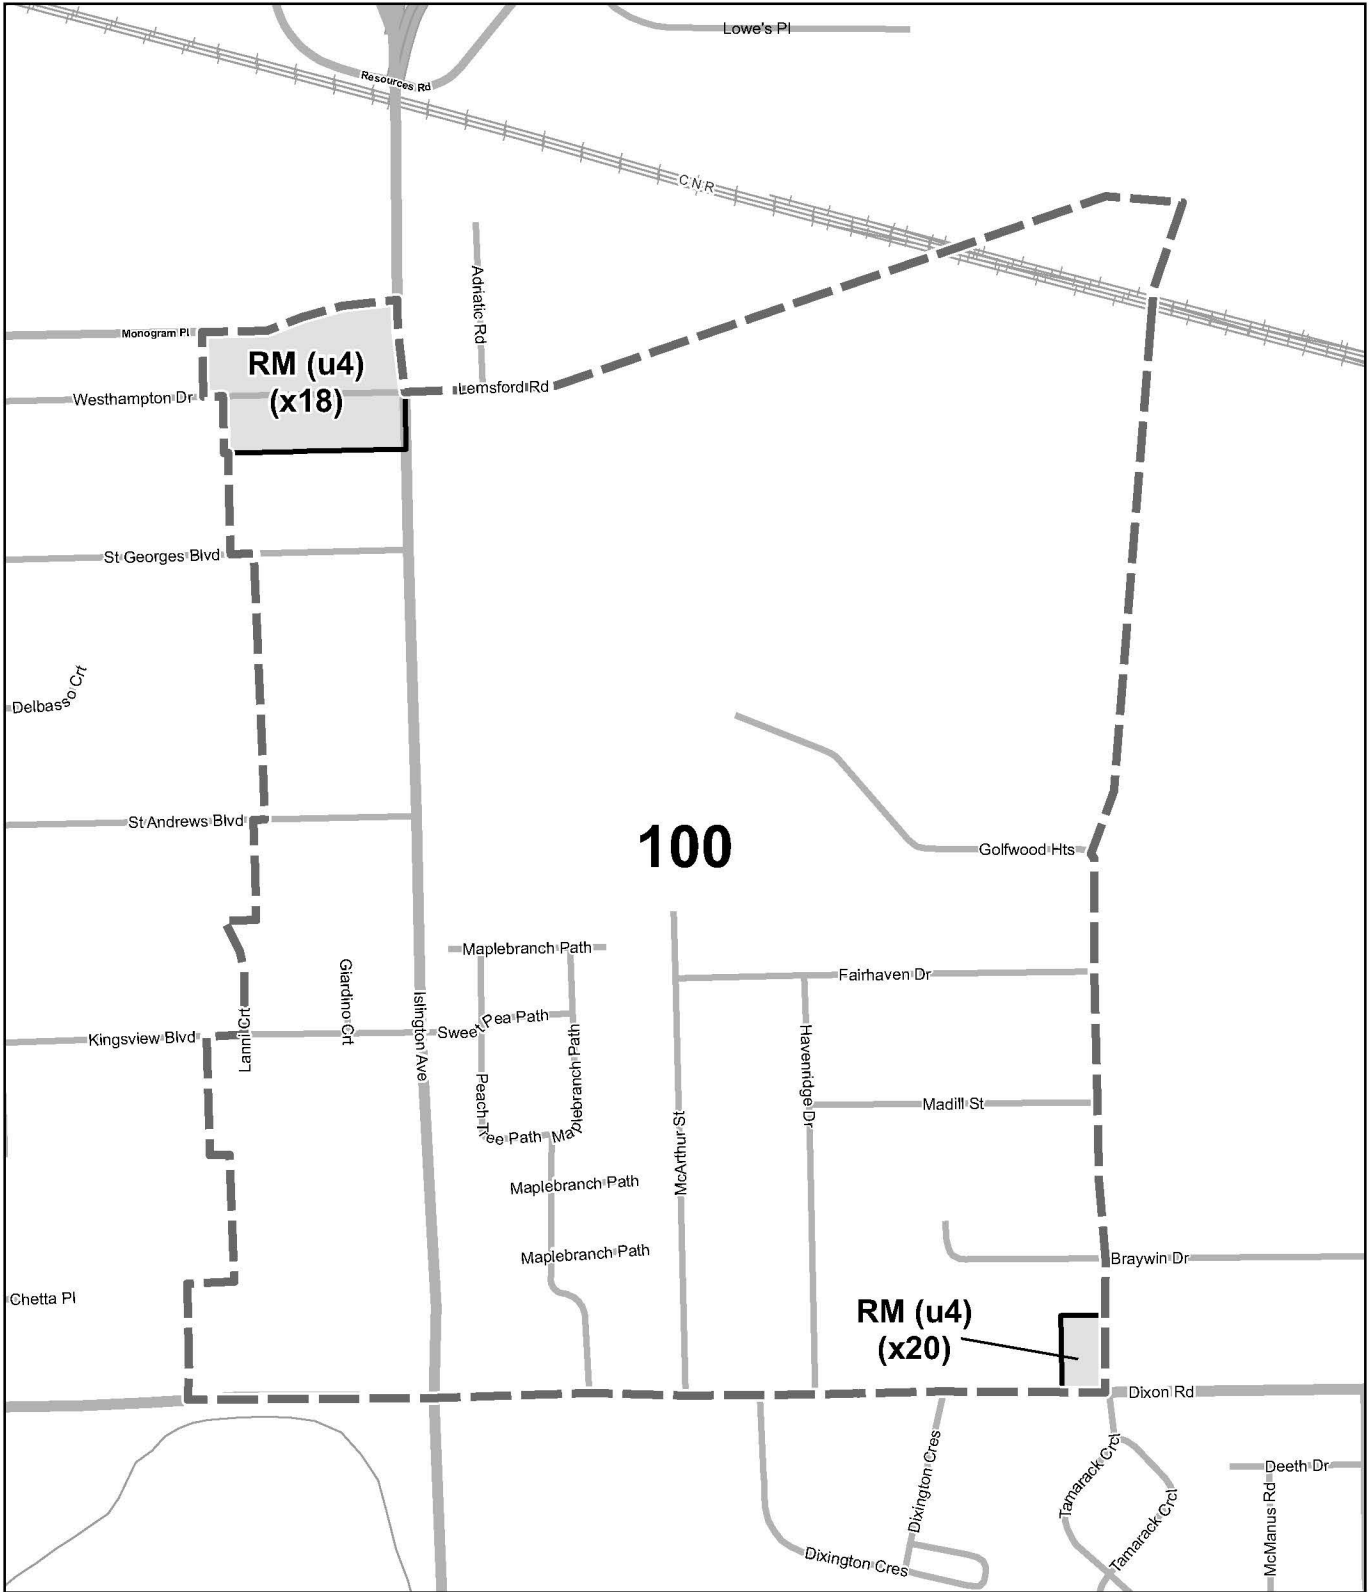 Lowe's Pl
Resources Rd
C N R
Adriatic Rd
Monogram Pl
RM (u4)
(x18)
Westhampton Dr
Lemsford Rd
St Georges Blvd
Delbasso Crt
St Andrews Blvd
100
Golfwood Hts
Maplebranch Path
Fairhaven Dr
Giardino Crt
Islington Ave
Sweet Pea Path
Kingsview Blvd
Lanni Crt
Peach Tree Path
Maplebranch Path
Havenridge Dr
Madill St
McArthur St
Maplebranch Path
Maplebranch Path
Braywin Dr
Chetta Pl
RM (u4)
(x20)
Dixon Rd
Dixington Cres
Tamarack Crcl
Deeth Dr
Tamarack Crcl
McManus Rd
Dixington Cres